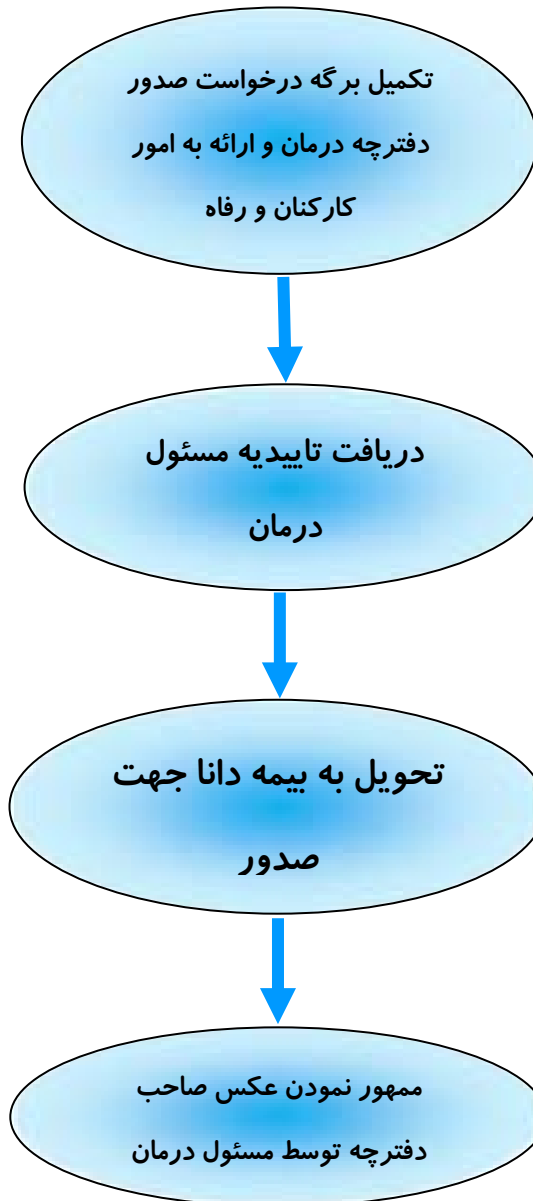 تکمیل برگه درخواست صدور
دفترچه درمان و ارائه به امور
کارکنان و رفاه
دریافت تاییدیه مسئول
درمان
تحویل به بیمه دانا جهت
صدور
ممهور نمودن عکس صاحب
دفترچه توسط مسئول درمان